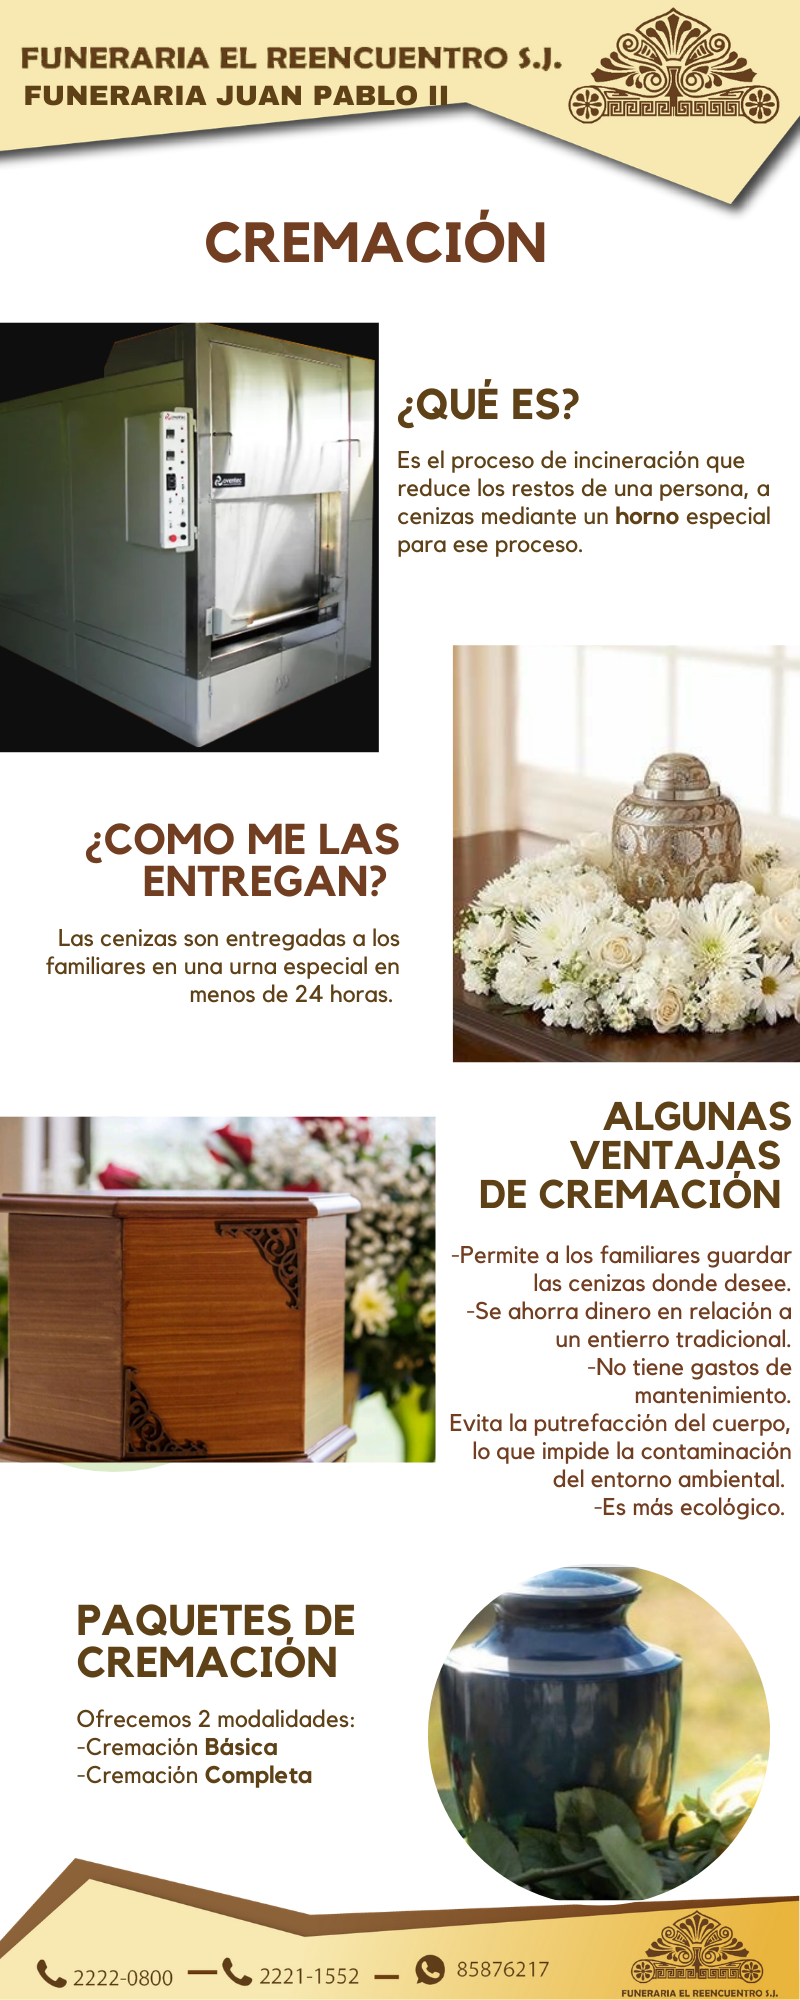 FUNERARIA EL REENCUENTRO S.J.
FUNERARIA JUAN PABLO II
CREMACIÓN
oventec
oventec
¿QUÉ ES?
Es el proceso de incineración que
reduce los restos de una persona, a
cenizas mediante un horno especial
para ese proceso.
¿COMO ME LAS
ENTREGAN?
Las cenizas son entregadas a los
familiares en una urna especial en
menos de 24 horas.
ALGUNAS
VENTAJAS
DE CREMACIÓN
-Permite a los familiares guardar
las cenizas donde desee.
-Se ahorra dinero en relación a
un entierro tradicional.
-No tiene gastos de
mantenimiento.
Evita la putrefacción del cuerpo,
lo que impide la contaminación
del entorno ambiental.
-Es más ecológico.
PAQUETES DE
CREMACIÓN
Ofrecemos 2 modalidades:
-Cremación Básica
-Cremación Completa
2222-0800 — 2221-1552 — 85876217
FUNERARIA EL REENCUENTRO S.J.